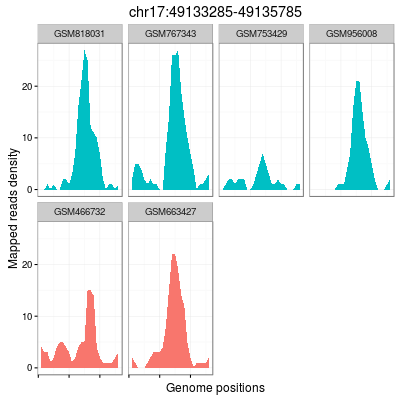 chr17:49133285-49135785
GSM818031 GSM767343 GSM753429 GSM956008
20
10
0
GSM466732 GSM663427
20
10
0
Mapped reads density
Genome positions